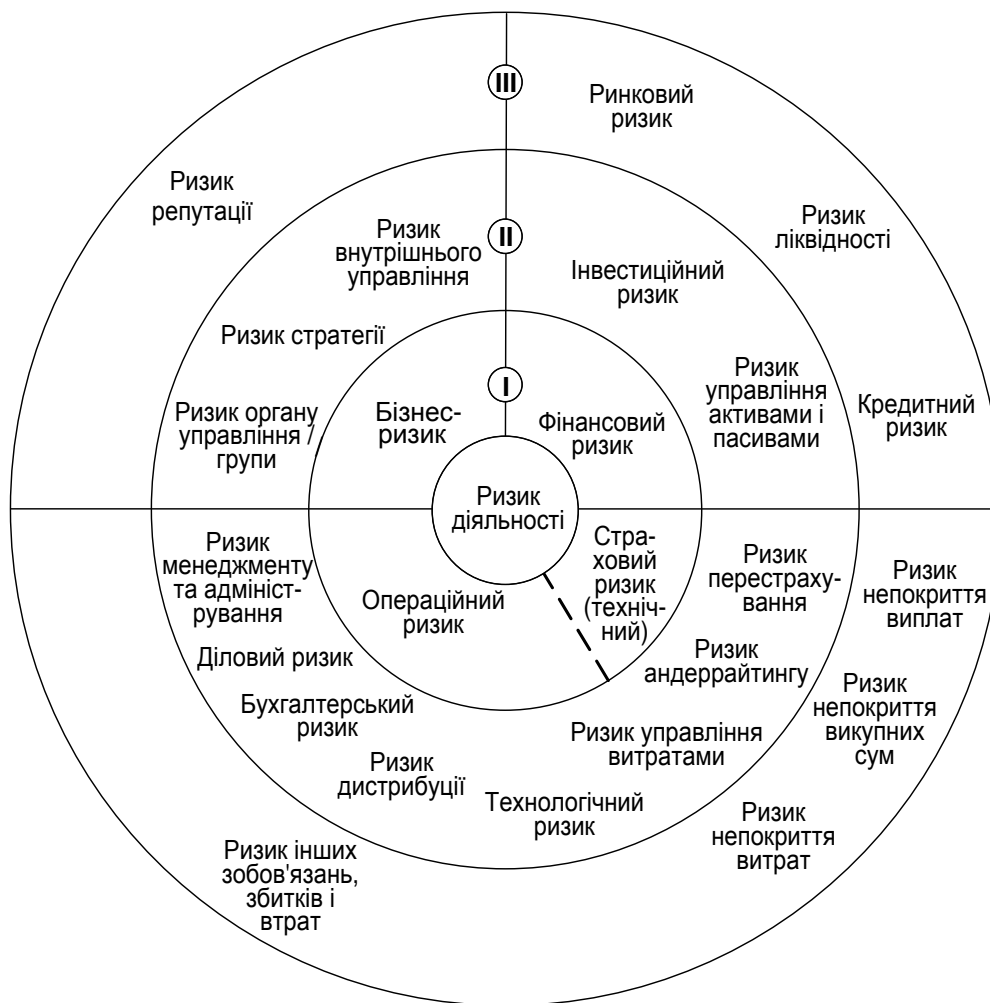 III
Ринковий
ризик
Ризик
репутації
Ризик
ліквідності
II
Ризик
внутрішнього
управління
Інвестиційний
ризик
Ризик стратегії
I
Ризик
управління
активами і
пасивами
Кредитний
ризик
Ризик органу
управління /
групи
Бізнес-
ризик
Фінансовий
ризик
Ризик
діяльності
Ризик
менеджменту
та адмініст-
рування
Операційний
ризик
Стра-
ховий
ризик
(техніч-
ний)
Ризик
перестраху-
вання
Ризик
непокриття
виплат
Діловий ризик
Ризик
андеррайтингу
Бухгалтерський
ризик
Ризик
непокриття
викупних
сум
Ризик управління
витратами
Ризик
дистрибуції
Технологічний
ризик
Ризик
непокриття
витрат
Ризик інших
зобов'язань,
збитків і
втрат